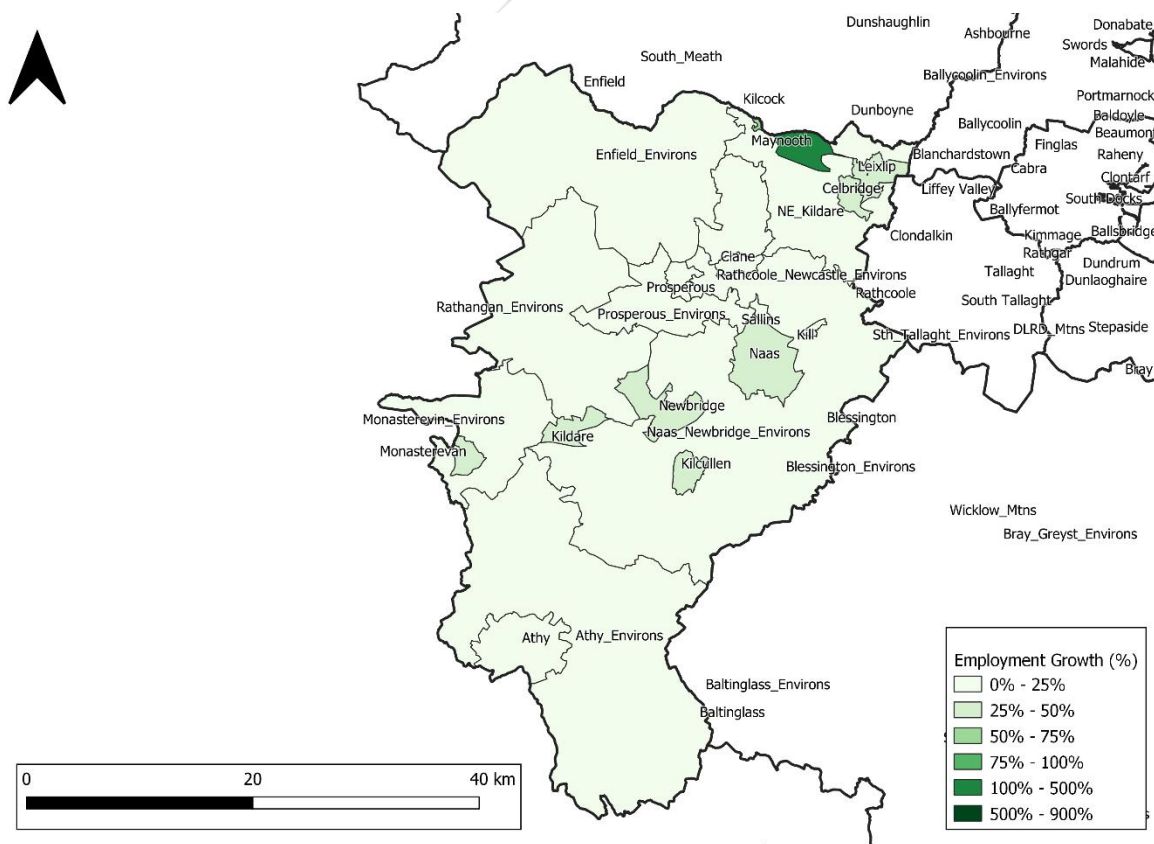 Dunshaughlin
Donabate
Ashbourne
Swords
South_Meath
Malahide
Enfield
Ballycoolin_Environs
Portmarnock
Kilcock
Dunboyne
Baldoyle
Ballycoolin
Beaumont
Maynooth
Finglas
Enfield_Environs
Blanchardstown
Raheny
Leixlip
Cabra
Clontarf
Celbridge
Liffey Valley
South Docks
NE_Kildare
Ballyfermot
Clondalkin
Kimmage
Ballsbridge
Rathgar
Clane
Dundrum
Rathcoole_Newcastle_Environs
Tallaght
Dunlaoghaire
Prosperous
Rathcoole
South Tallaght
Rathangan_Environs
Prosperous_Environs
Sallins
Kill
Sth_Tallaght_Environs
DLRD_Mtns
Stepaside
Naas
Bray
Newbridge
Monasterevin_Environs
Blessington
Kildare
Naas_Newbridge_Environs
Monasterevan
Kilcullen
Blessington_Environs
Wicklow_Mtns
Bray_Greyst_Environs
Athy
Athy_Environs
Baltinglass_Environs
Baltinglass
Employment Growth (%)
0% - 25%
25% - 50%
50% - 75%
75% - 100%
100% - 500%
500% - 900%
0 20 40 km